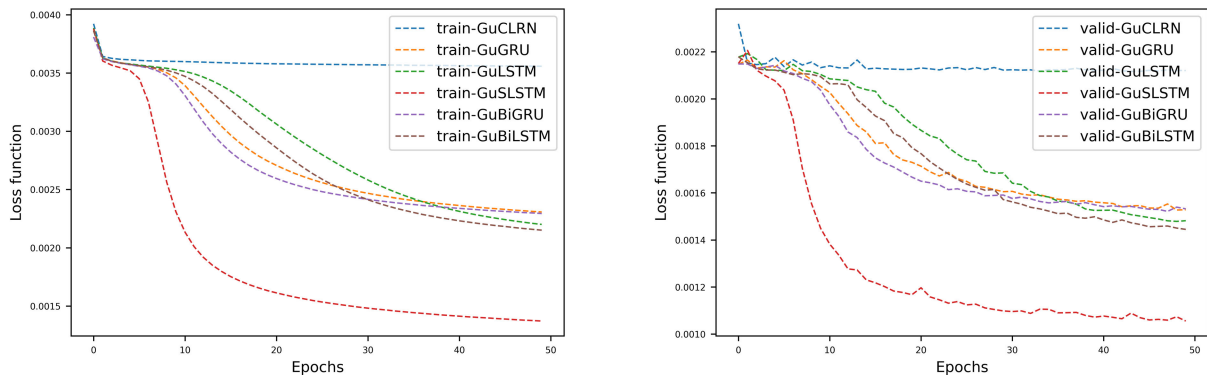 0.0040
0.0035
0.0030
0.0025
0.0020
0.0015
Loss function
train-GuCLRN
train-GuGRU
train-GuLSTM
train-GuSLSTM
train-GuBiGRU
train-GuBiLSTM
0 10 20 30 40 50
Epochs
0.0022
0.0020
0.0018
0.0016
0.0014
0.0012
0.0010
Loss function
valid-GuCLRN
valid-GuGRU
valid-GuLSTM
valid-GuSLSTM
valid-GuBiGRU
valid-GuBiLSTM
0 10 20 30 40 50
Epochs